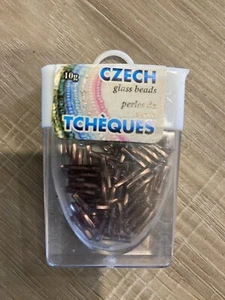 10g
CZECH
glass beads
perles de
TCHÈQUES